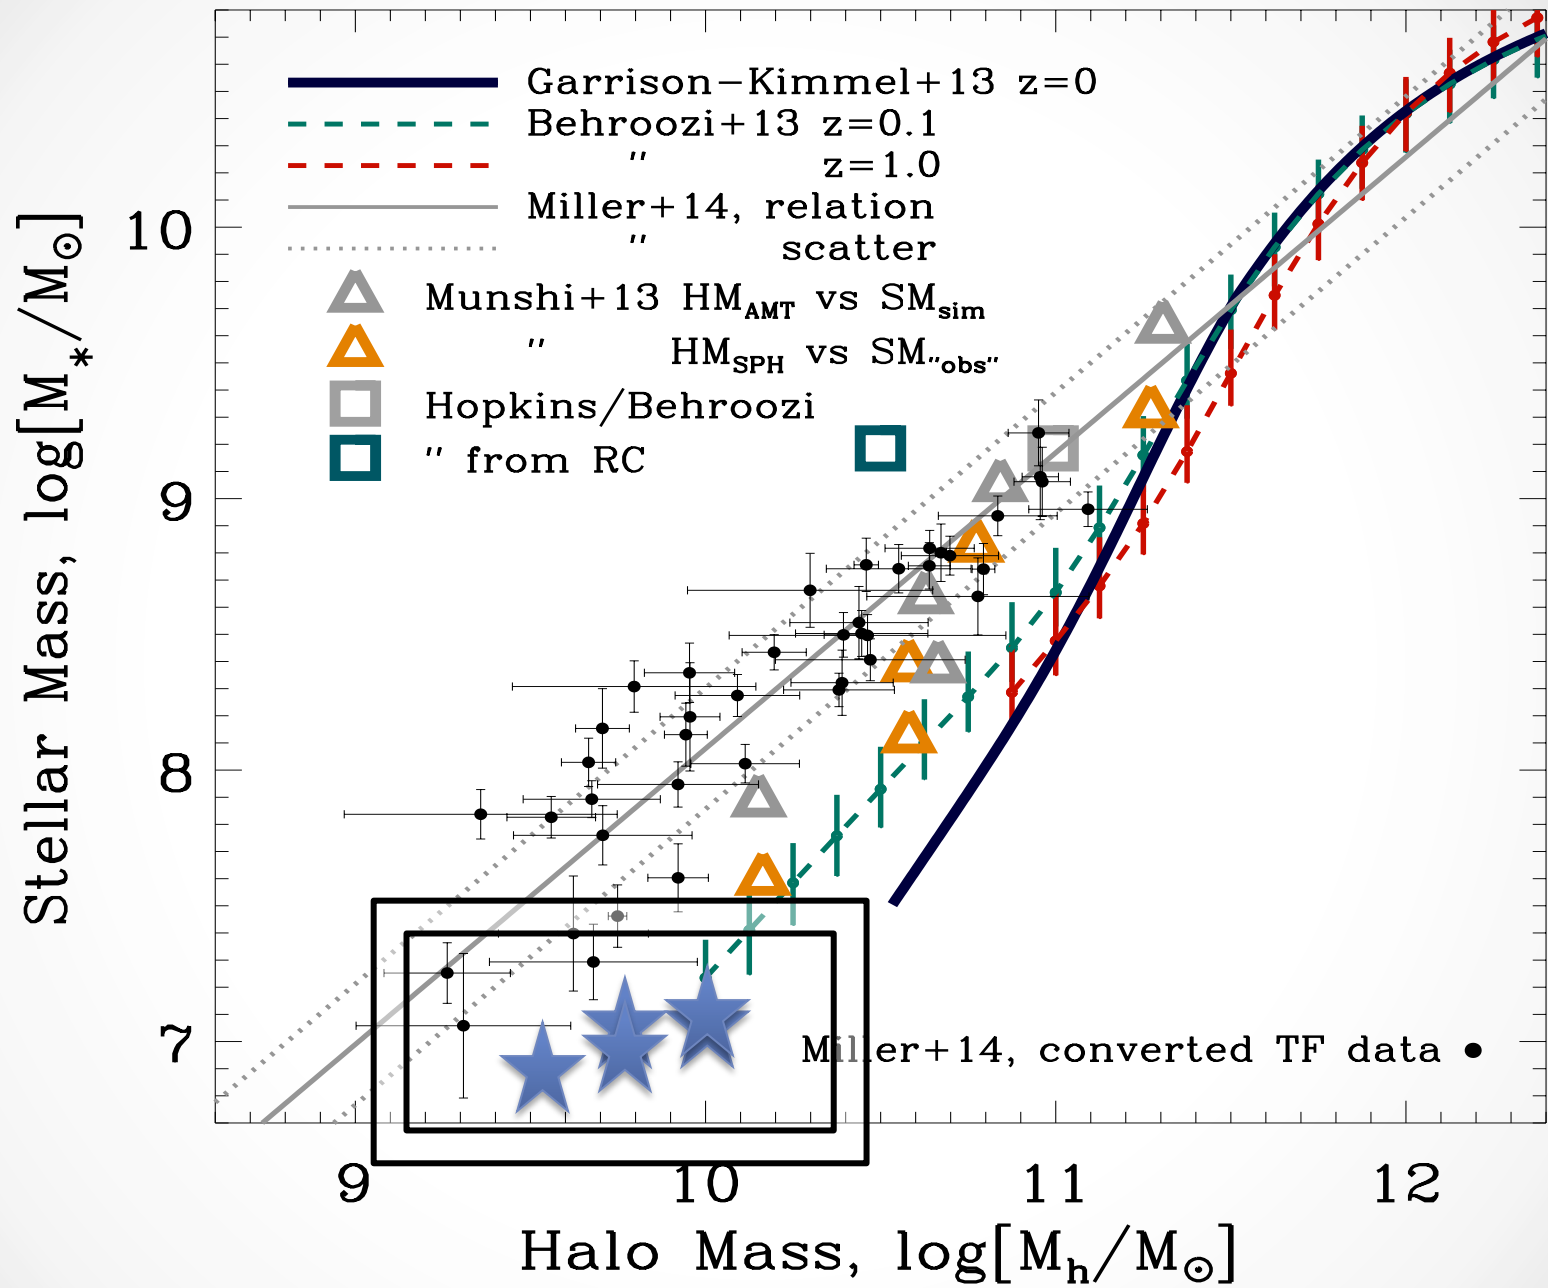 Garrison-Kimmel+13 z=0
Behroozi+13 z=0.1
" z=1.0
Miller+14, relation
" scatter
Munshi+13 HM_AMT vs SM_sim
" HM_SPH vs SM_"obs"
Hopkins/Behroozi
" from RC
Miller+14, converted TF data
10
9
8
7
Stellar Mass, log[M_*/M_⊙]
9 10 11 12
Halo Mass, log[M_h/M_⊙]